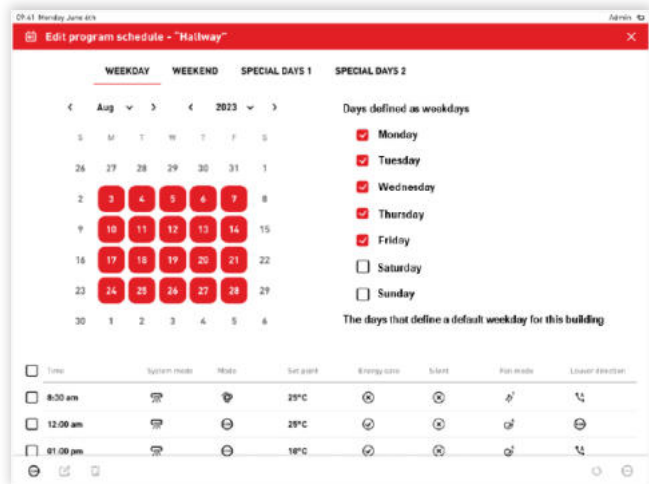 09:41 Monday June 6th
Admin
Edit program schedule - "Hallway"
WEEKDAY WEEKEND SPECIAL DAYS 1 SPECIAL DAYS 2
Aug 2023
Days defined as weekdays
S M T W T F S
Monday
Tuesday
Wednesday
Thursday
Friday
Saturday
Sunday
26 27 28 29 30 31 1
2 3 4 5 6 7 8
9 10 11 12 13 14 15
16 17 18 19 20 21 22
23 24 25 26 27 28 29
30 1 2 3 4 5 6
The days that define a default weekday for this building
Time System mode Mode Set point Energy save Silent Fan mode Louver direction
8:30 am 25°C
12:00 am 25°C
01:00 pm 18°C